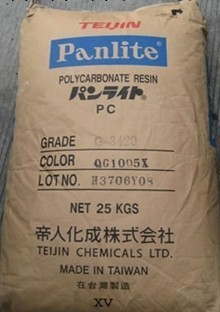 TEIJIN
Panlite
POLYCARBONATE RESIN
パンライト®
PC
GRADE G-3420
COLOR QG1005X
LOT NO. H3706Y08
NET 25 KGS
帝人化成株式会社
TEIJIN CHEMICALS LTD.
MADE IN TAIWAN
在台灣製造
XV